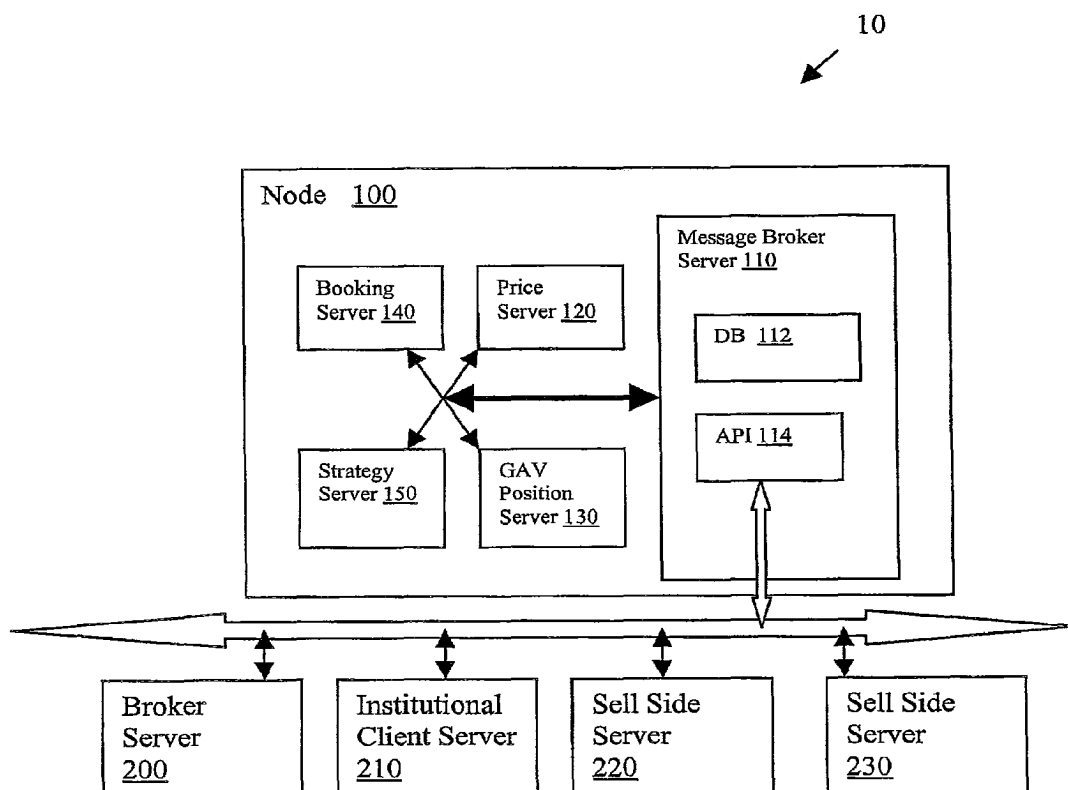 10
Node 100
Message Broker
Server 110
Booking
Server 140
Price
Server 120
DB 112
API 114
Strategy
Server 150
GAV
Position
Server 130
Broker
Server
200
Institutional
Client Server
210
Sell Side
Server
220
Sell Side
Server
230